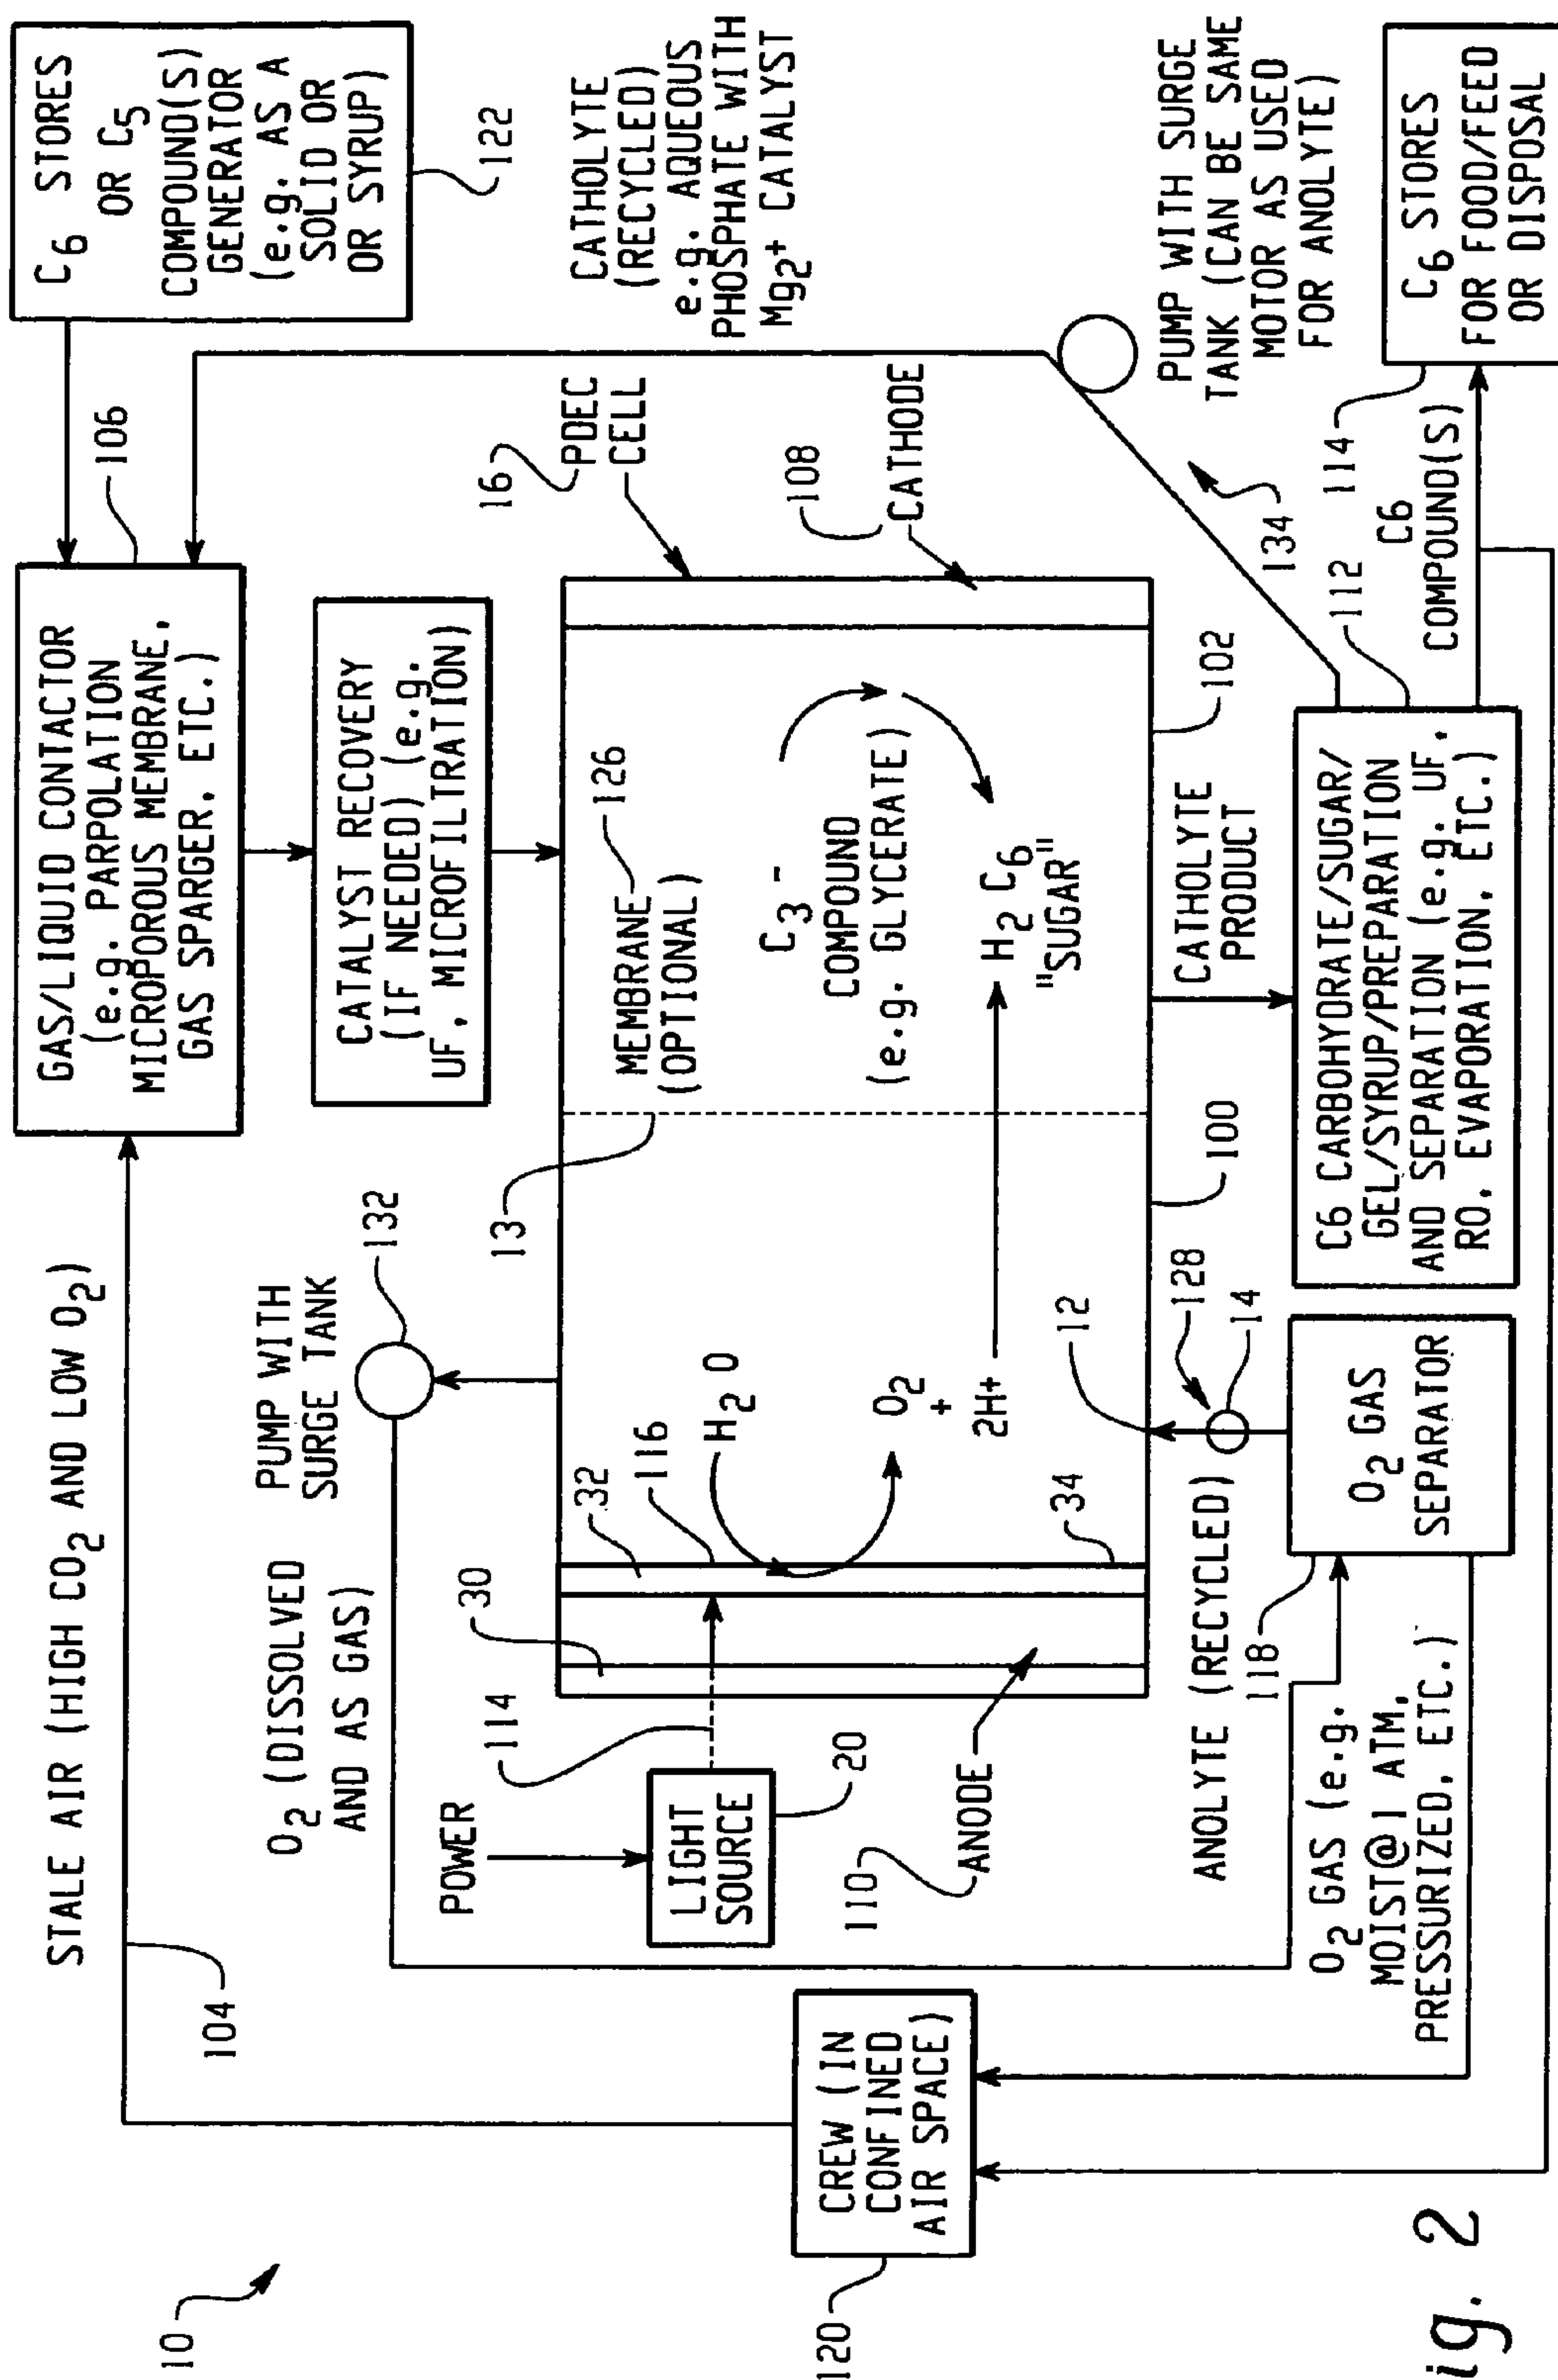 10
STALE AIR (HIGH CO2 AND LOW O2)
104
GAS/LIQUID CONTACTOR
(e.g. PARPOLATION
MICROPOROUS MEMBRANE,
GAS SPARGER, ETC.)
106
C6 STORES
OR C5
COMPOUND(S)
GENERATOR
(e.g. AS A
SOLID OR
OR SYRUP)
122
CATALYST RECOVERY
(IF NEEDED) (e.g.
UF, MICROFILTRATION)
CATHOLYTE
(RECYCLED)
e.g. AQUEOUS
PHOSPHATE WITH
Mg2+ CATALYST
O2 (DISSOLVED
AND AS GAS)
PUMP WITH
SURGE TANK
132
13
16
PDEC
CELL
POWER
114
30
32
116
LIGHT
SOURCE
20
H2O
O2
+
2H+
MEMBRANE
(OPTIONAL)
126
C3-
COMPOUND
(e.g. GLYCERATE)
H2 C6
"SUGAR"
108
CATHODE
110
ANODE
34
12
100
102
CREW (IN
CONFINED
AIR SPACE)
120
ANOLYTE (RECYCLED)
128
14
118
O2 GAS
SEPARATOR
O2 GAS (e.g.
MOIST@1 ATM,
PRESSURIZED, ETC.)
CATHOLYTE
PRODUCT
C6 CARBOHYDRATE/SUGAR/
GEL/SYRUP/PREPARATION
AND SEPARATION (e.g. UF,
RO, EVAPORATION, ETC.)
112
134
PUMP WITH SURGE
TANK (CAN BE SAME
MOTOR AS USED
FOR ANOLYTE)
C6
COMPOUND(S)
114
C6 STORES
FOR FOOD/FEED
OR DISPOSAL
ig. 2